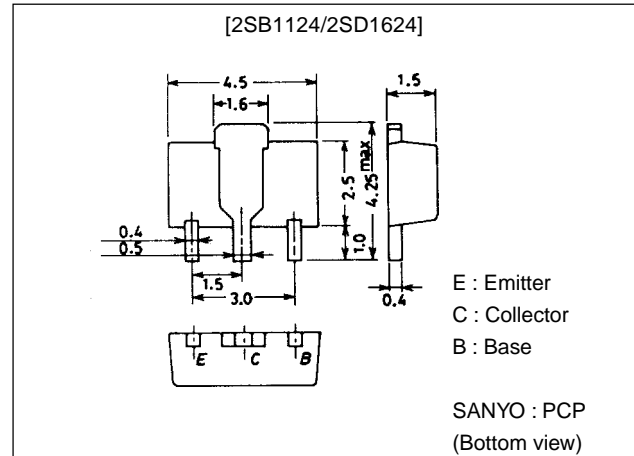 [2SB1124/2SD1624]
4.5
1.6
1.5
2.5
4.25max
1.0
0.4
0.5
1.5
3.0
0.4
E : Emitter
C : Collector
B : Base
E C B
SANYO : PCP
(Bottom view)